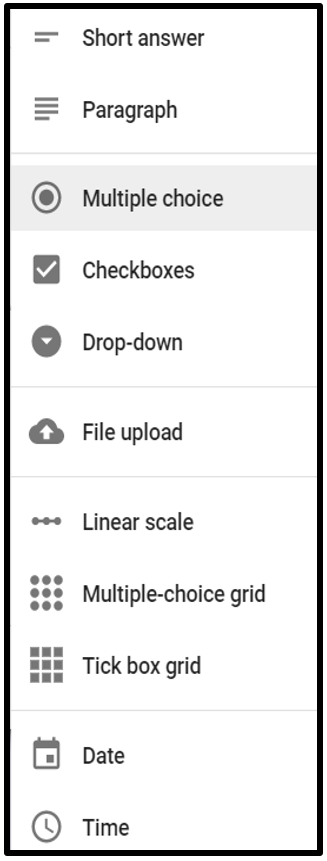 Short answer
Paragraph
Multiple choice
Checkboxes
Drop-down
File upload
Linear scale
Multiple-choice grid
Tick box grid
Date
Time